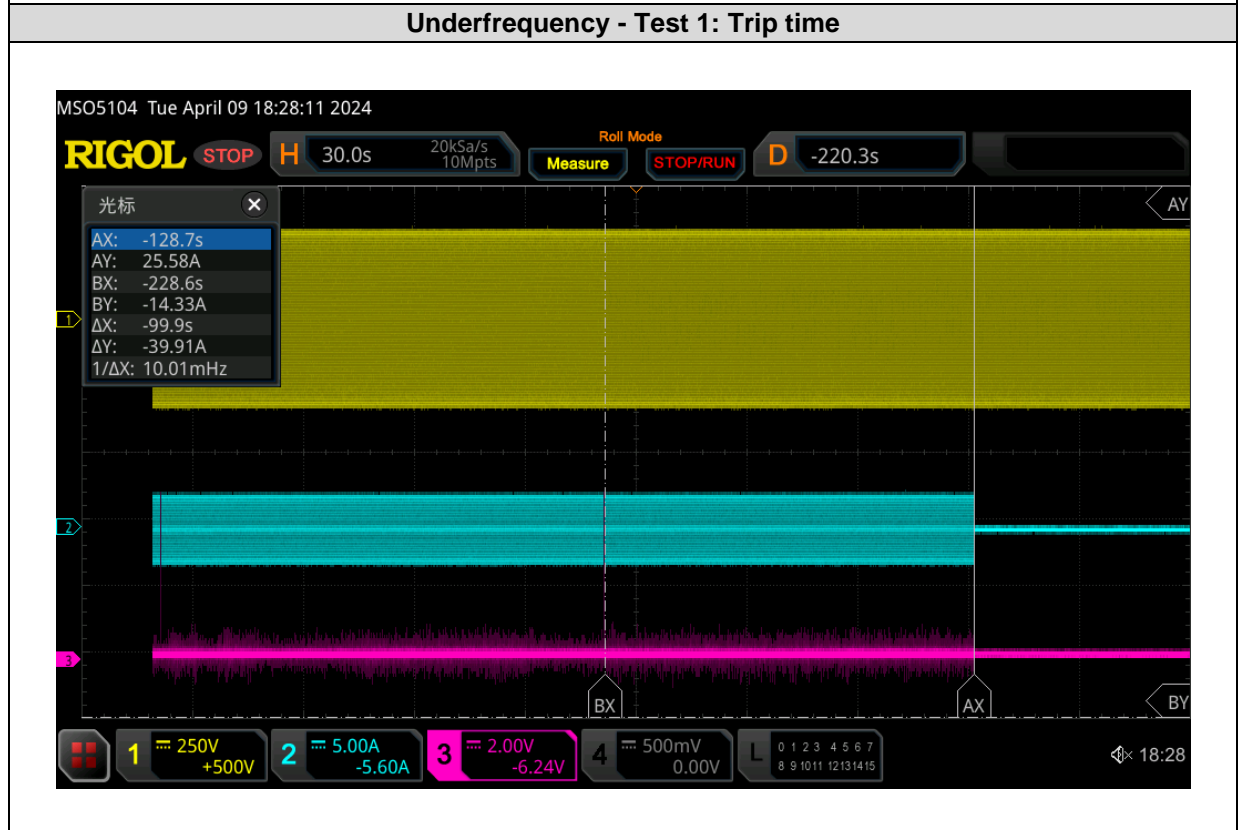 Underfrequency - Test 1: Trip time
MSO5104 Tue April 09 18:28:11 2024
RIGOL STOP H 30.0s 20kSa/s 10Mpts Roll Mode Measure STOP/RUN D -220.3s
光标
AX: -128.7s
AY: 25.58A
BX: -228.6s
BY: -14.33A
ΔX: -99.9s
ΔY: -39.91A
1/ΔX: 10.01mHz
AY
1
2
3
BX AX BY
1 250V +500V 2 5.00A -5.60A 3 2.00V -6.24V 4 500mV 0.00V L 0 1 2 3 4 5 6 7 18:28
8 9 10 11 12 13 14 15